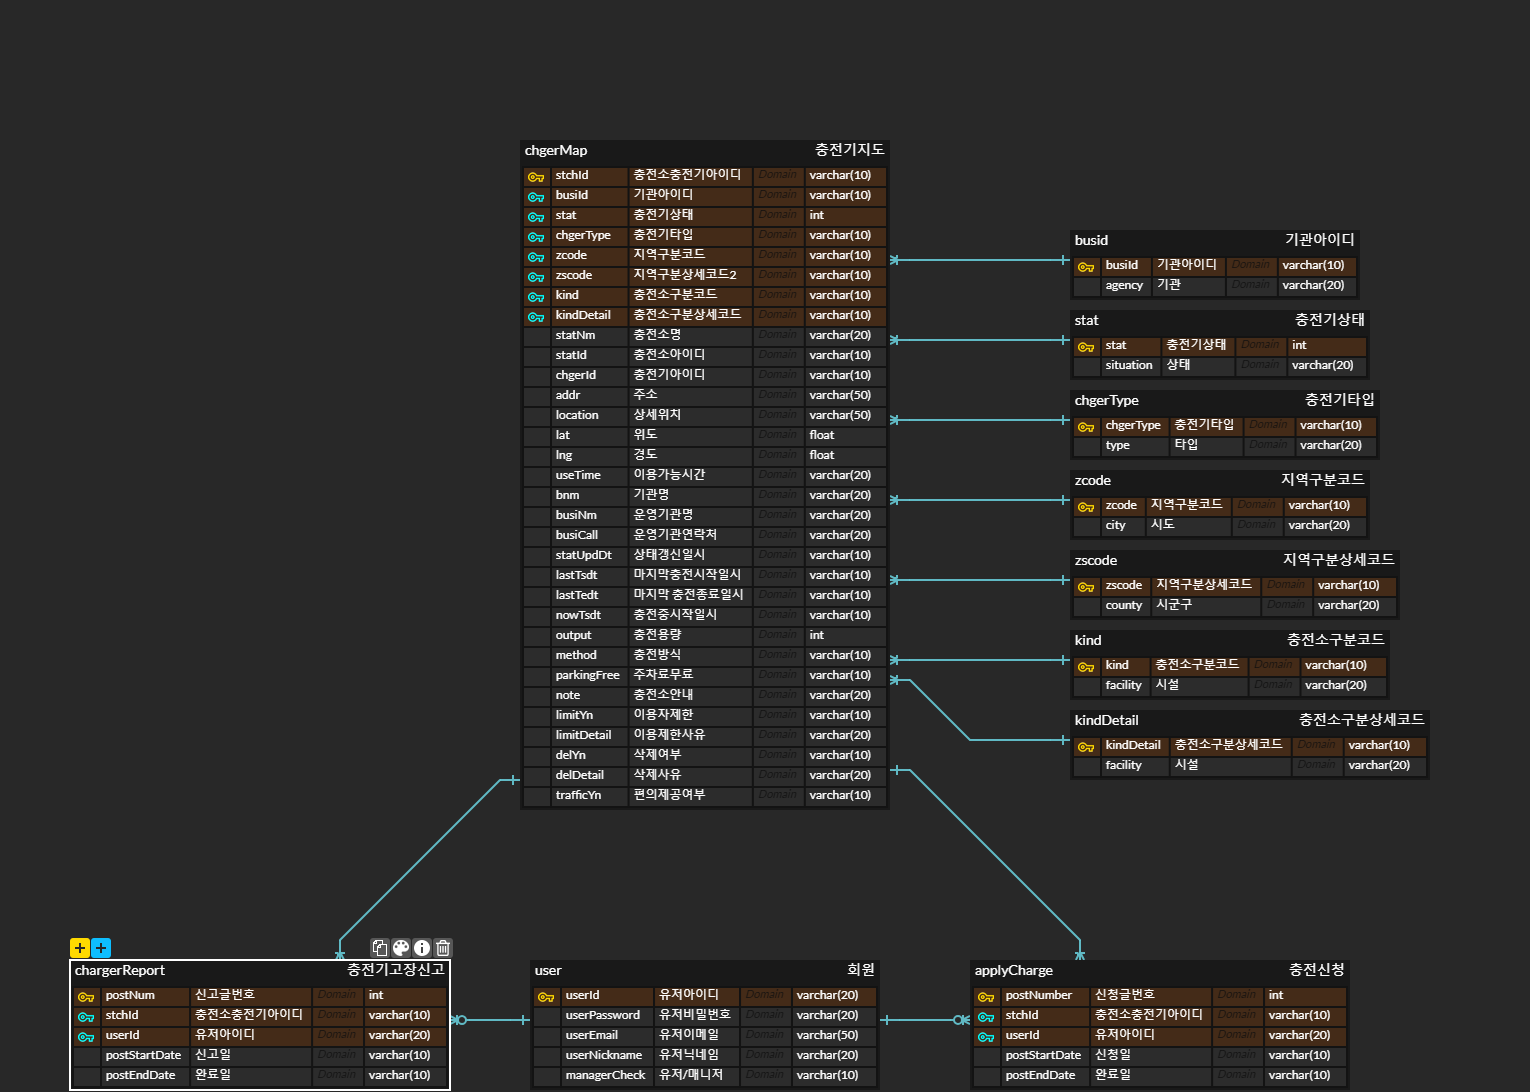 chgerMap 충전기지도
stchId 충전소충전기아이디 Domain varchar(10)
busiId 기관아이디 Domain varchar(10)
stat 충전기상태 Domain int
chgerType 충전기타입 Domain varchar(10)
zcode 지역구분코드 Domain varchar(10)
zscode 지역구분상세코드2 Domain varchar(10)
kind 충전소구분코드 Domain varchar(10)
kindDetail 충전소구분상세코드 Domain varchar(10)
statNm 충전소명 Domain varchar(20)
statId 충전소아이디 Domain varchar(10)
chgerId 충전기아이디 Domain varchar(10)
addr 주소 Domain varchar(50)
location 상세위치 Domain varchar(50)
lat 위도 Domain float
lng 경도 Domain float
useTime 이용가능시간 Domain varchar(20)
bnm 기관명 Domain varchar(20)
busiNm 운영기관명 Domain varchar(20)
busiCall 운영기관연락처 Domain varchar(20)
statUpdDt 상태갱신일시 Domain varchar(10)
lastTsdt 마지막충전시작일시 Domain varchar(10)
lastTedt 마지막 충전종료일시 Domain varchar(10)
nowTsdt 충전중시작일시 Domain varchar(10)
output 충전용량 Domain int
method 충전방식 Domain varchar(10)
parkingFree 주차료무료 Domain varchar(10)
note 충전소안내 Domain varchar(20)
limitYn 이용자제한 Domain varchar(10)
limitDetail 이용제한사유 Domain varchar(20)
delYn 삭제여부 Domain varchar(10)
delDetail 삭제사유 Domain varchar(20)
trafficYn 편의제공여부 Domain varchar(10)
busid 기관아이디
busiId 기관아이디 Domain varchar(10)
agency 기관 Domain varchar(20)
stat 충전기상태
stat 충전기상태 Domain int
situation 상태 Domain varchar(20)
chgerType 충전기타입
chgerType 충전기타입 Domain varchar(10)
type 타입 Domain varchar(20)
zcode 지역구분코드
zcode 지역구분코드 Domain varchar(10)
city 시도 Domain varchar(20)
zscode 지역구분상세코드
zscode 지역구분상세코드 Domain varchar(10)
county 시군구 Domain varchar(20)
kind 충전소구분코드
kind 충전소구분코드 Domain varchar(10)
facility 시설 Domain varchar(20)
kindDetail 충전소구분상세코드
kindDetail 충전소구분상세코드 Domain varchar(10)
facility 시설 Domain varchar(20)
chargerReport 충전기고장신고
postNum 신고글번호 Domain int
stchId 충전소충전기아이디 Domain varchar(10)
userId 유저아이디 Domain varchar(20)
postStartDate 신고일 Domain varchar(10)
postEndDate 완료일 Domain varchar(10)
user 회원
userId 유저아이디 Domain varchar(20)
userPassword 유저비밀번호 Domain varchar(20)
userEmail 유저이메일 Domain varchar(50)
userNickname 유저닉네임 Domain varchar(20)
managerCheck 유저/매니저 Domain varchar(10)
applyCharge 충전신청
postNumber 신청글번호 Domain int
stchId 충전소충전기아이디 Domain varchar(10)
userId 유저아이디 Domain varchar(20)
postStartDate 신청일 Domain varchar(10)
postEndDate 완료일 Domain varchar(10)